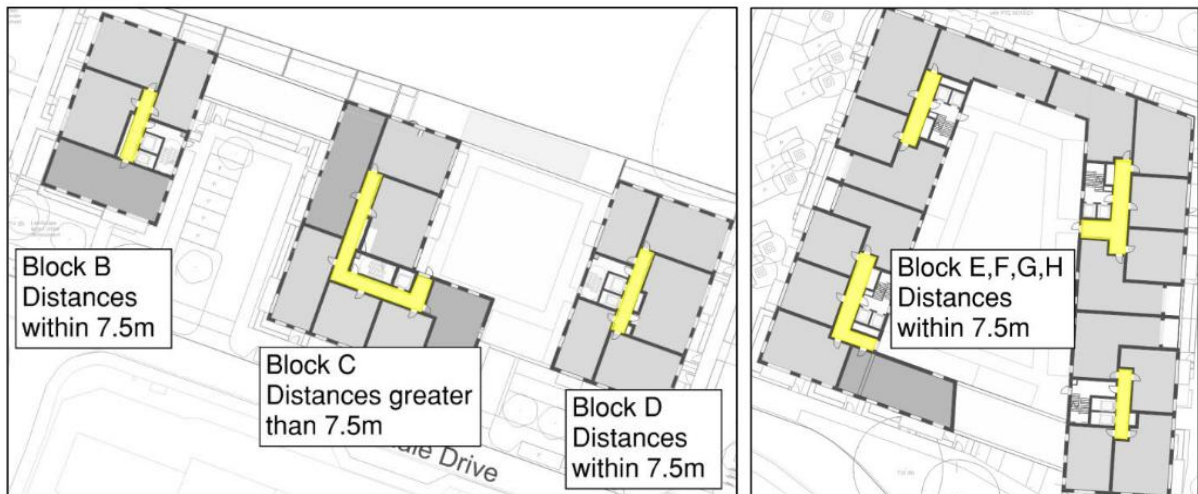 Block B
Distances
within 7.5m
Block C
Distances greater
than 7.5m
Block D
Distances
within 7.5m
Drive
Block E,F,G,H
Distances
within 7.5m